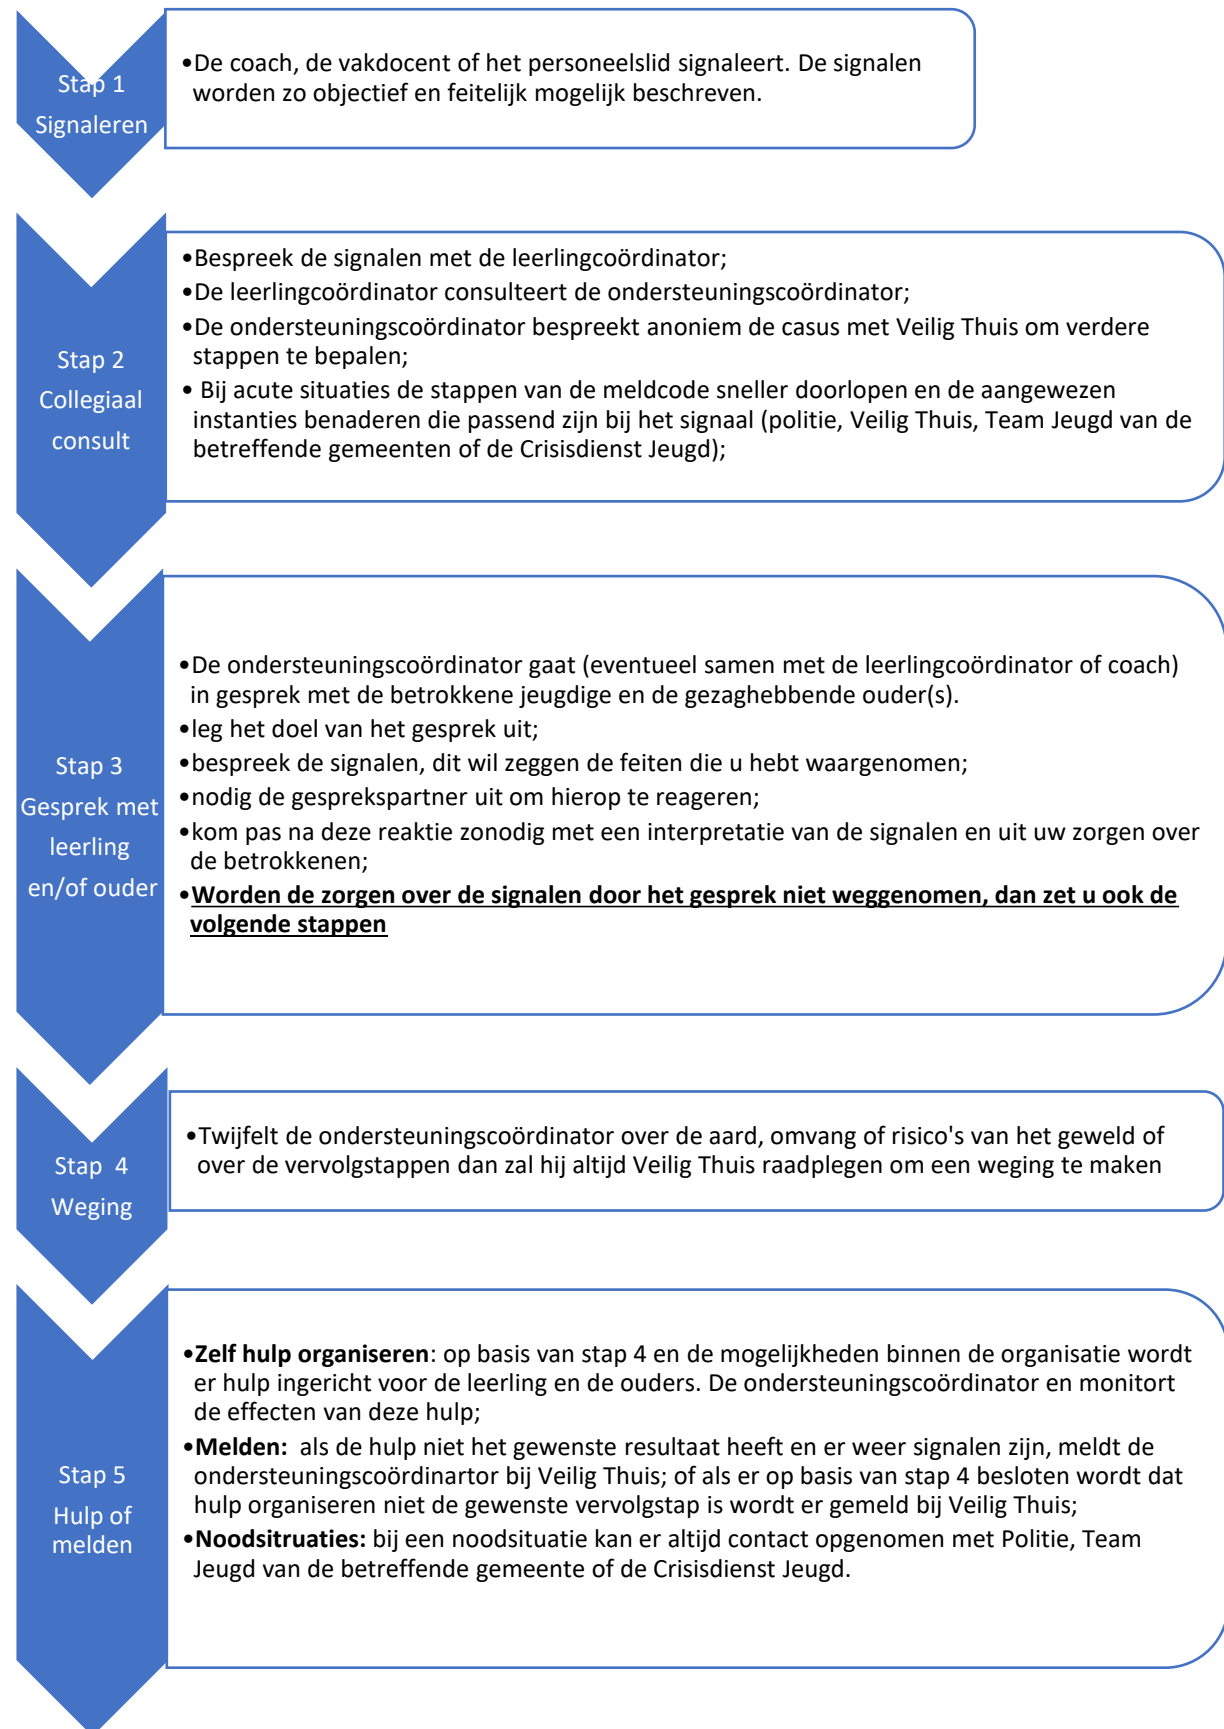 Stap 1
Signaleren
•De coach, de vakdocent of het personeelslid signaleert. De signalen
worden zo objectief en feitelijk mogelijk beschreven.
Stap 2
Collegiaal
consult
•Bespreek de signalen met de leerlingcoördinator;
•De leerlingcoördinator consulteert de ondersteuningscoördinator;
•De ondersteuningscoördinator bespreekt anoniem de casus met Veilig Thuis om verdere
stappen te bepalen;
• Bij acute situaties de stappen van de meldcode sneller doorlopen en de aangewezen
instanties benaderen die passend zijn bij het signaal (politie, Veilig Thuis, Team Jeugd van de
betreffende gemeenten of de Crisisdienst Jeugd);
Stap 3
Gesprek met
leerling
en/of ouder
•De ondersteuningscoördinator gaat (eventueel samen met de leerlingcoördinator of coach)
in gesprek met de betrokkene jeugdige en de gezaghebbende ouder(s).
•leg het doel van het gesprek uit;
•bespreek de signalen, dit wil zeggen de feiten die u hebt waargenomen;
•nodig de gesprekspartner uit om hierop te reageren;
•kom pas na deze reaktie zonodig met een interpretatie van de signalen en uit uw zorgen over
de betrokkenen;
•Worden de zorgen over de signalen door het gesprek niet weggenomen, dan zet u ook de
volgende stappen
Stap 4
Weging
•Twijfelt de ondersteuningscoördinator over de aard, omvang of risico's van het geweld of
over de vervolgstappen dan zal hij altijd Veilig Thuis raadplegen om een weging te maken
Stap 5
Hulp of
melden
•Zelf hulp organiseren: op basis van stap 4 en de mogelijkheden binnen de organisatie wordt
er hulp ingericht voor de leerling en de ouders. De ondersteuningscoördinator en monitort
de effecten van deze hulp;
•Melden: als de hulp niet het gewenste resultaat heeft en er weer signalen zijn, meldt de
ondersteuningscoördinartor bij Veilig Thuis; of als er op basis van stap 4 besloten wordt dat
hulp organiseren niet de gewenste vervolgstap is wordt er gemeld bij Veilig Thuis;
•Noodsitruaties: bij een noodsituatie kan er altijd contact opgenomen met Politie, Team
Jeugd van de betreffende gemeente of de Crisisdienst Jeugd.